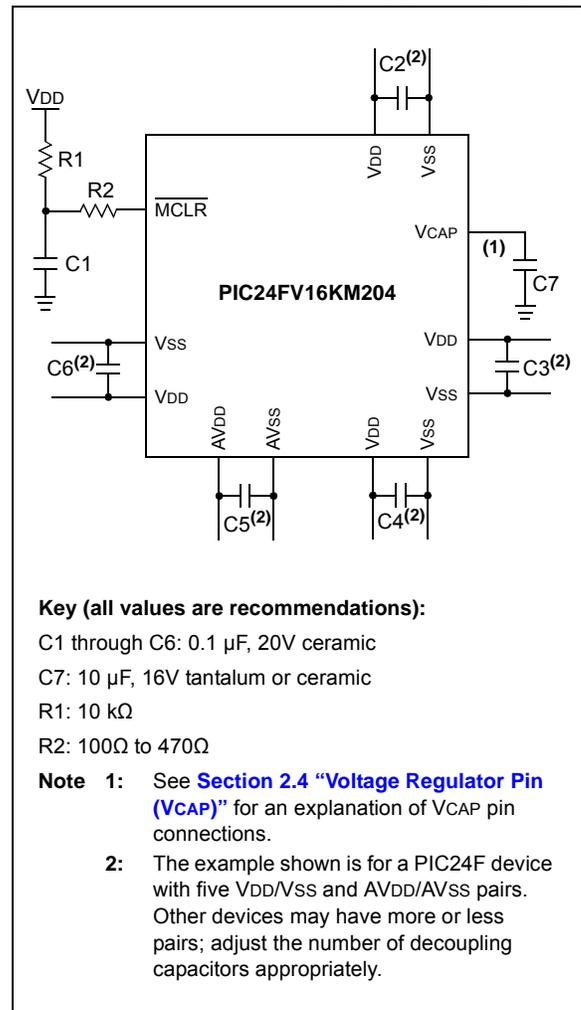 C2(2)
VDD
R1
R2
C1
VDD
VSS
MCLR
VCAP
(1)
C7
PIC24FV16KM204
VSS
VDD
C6(2)
C3(2)
VDD
VSS
AVDD
AVSS
VDD
VSS
C5(2)
C4(2)
Key (all values are recommendations):
C1 through C6: 0.1 µF, 20V ceramic
C7: 10 µF, 16V tantalum or ceramic
R1: 10 kΩ
R2: 100Ω to 470Ω
Note 1: See Section 2.4 “Voltage Regulator Pin
(VCAP)” for an explanation of VCAP pin
connections.
2: The example shown is for a PIC24F device
with five VDD/VSS and AVDD/AVSS pairs.
Other devices may have more or less
pairs; adjust the number of decoupling
capacitors appropriately.